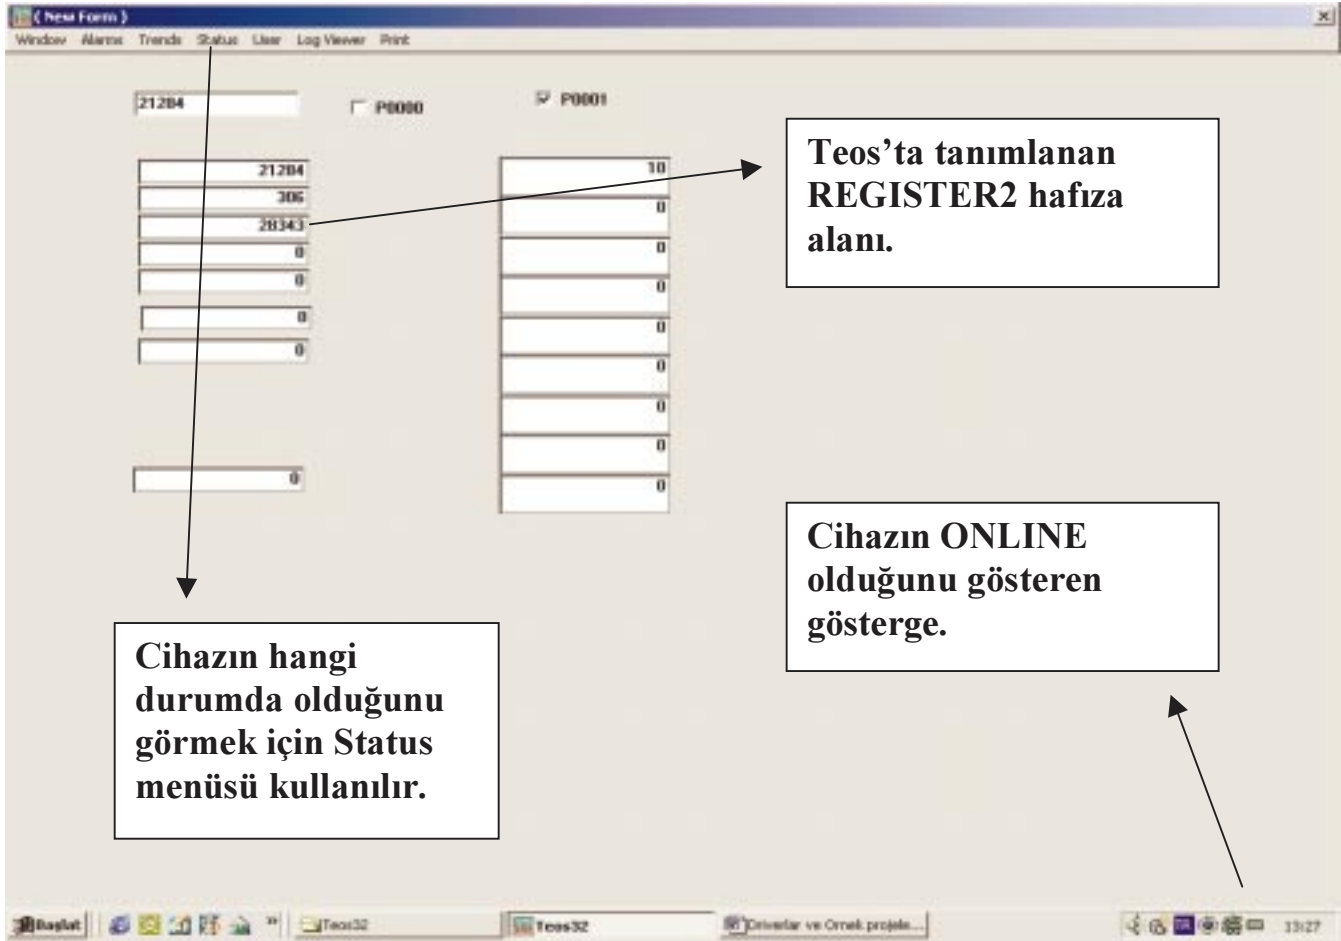 ( New Form )
Window Alarms Trends Status User Log Viewer Print
21284 P0000 P0001
21284
306
28343
0
0
0
0
0
10
0
0
0
0
0
0
0
0
Teos’ta tanımlanan
REGISTER2 hafıza
alanı.
Cihazın ONLINE
olduğunu gösteren
gösterge.
Cihazın hangi
durumda olduğunu
görmek için Status
menüsü kullanılır.
Başlat » Teos32 Teos32 Driverlar ve Ornek projele... 13:27